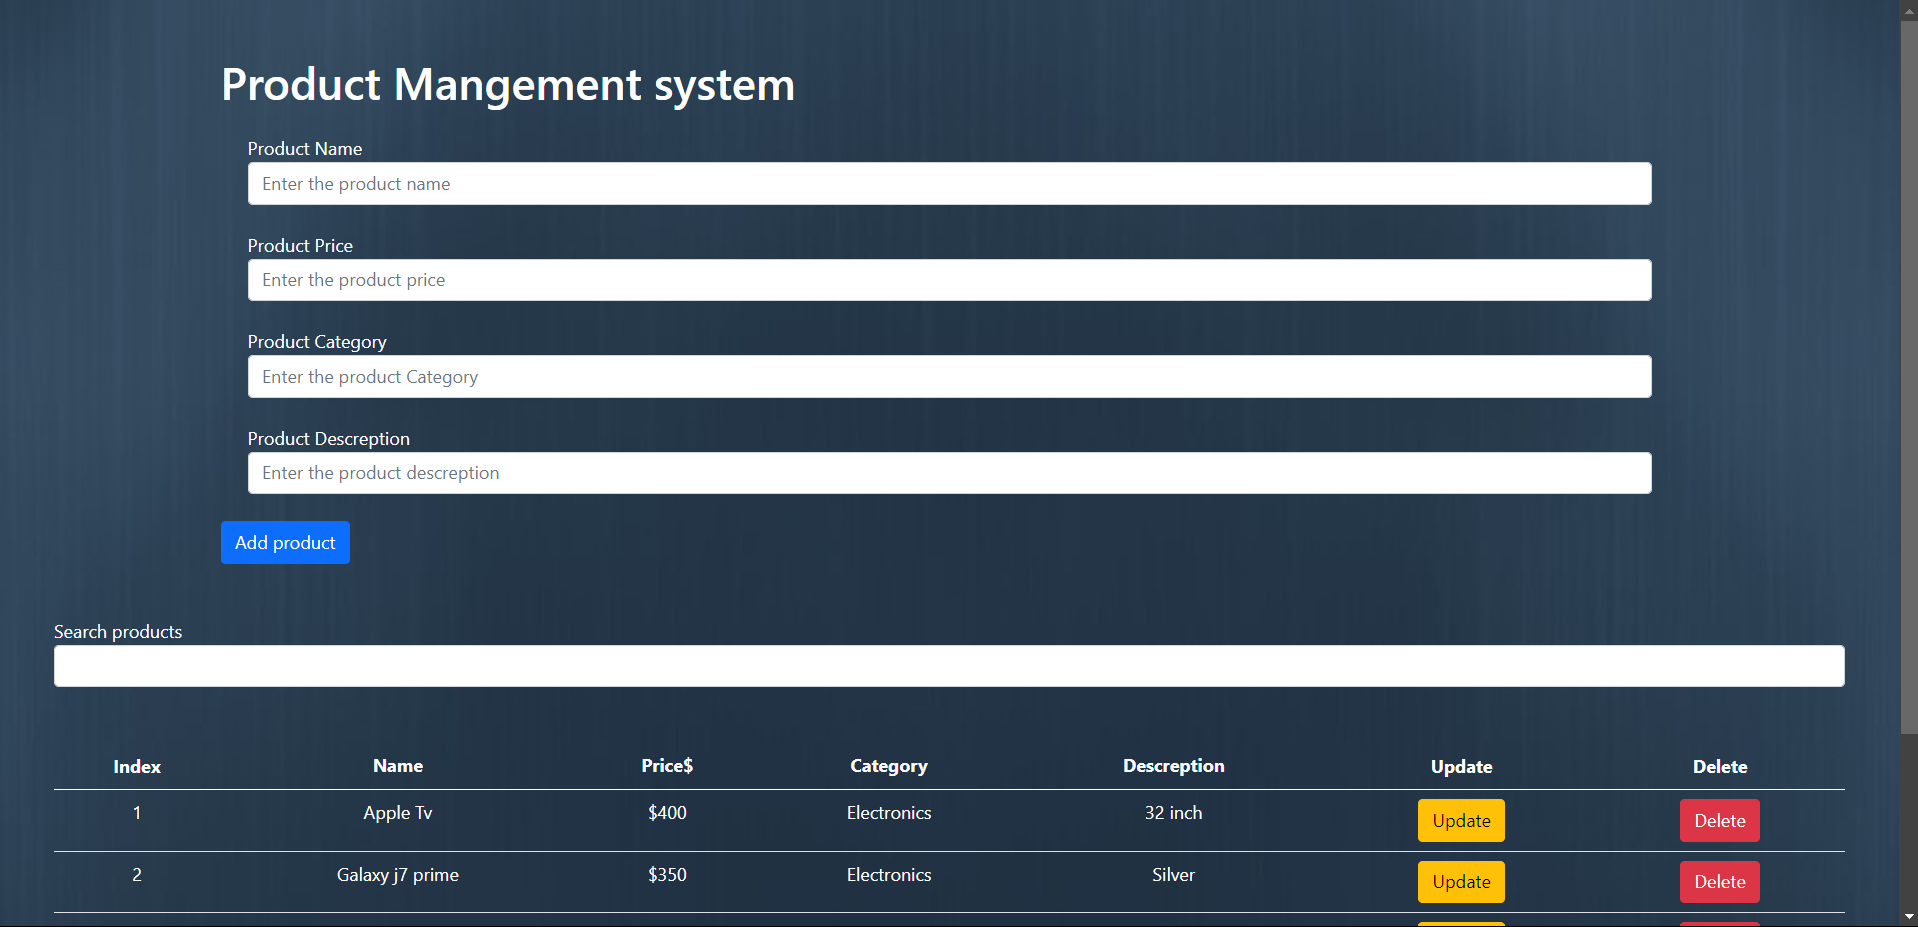 Product Mangement system
Product Name
Enter the product name
Product Price
Enter the product price
Product Category
Enter the product Category
Product Descreption
Enter the product descreption
Add product
Search products
Index Name Price$ Category Descreption Update Delete
1 Apple Tv $400 Electronics 32 inch Update Delete
2 Galaxy j7 prime $350 Electronics Silver Update Delete